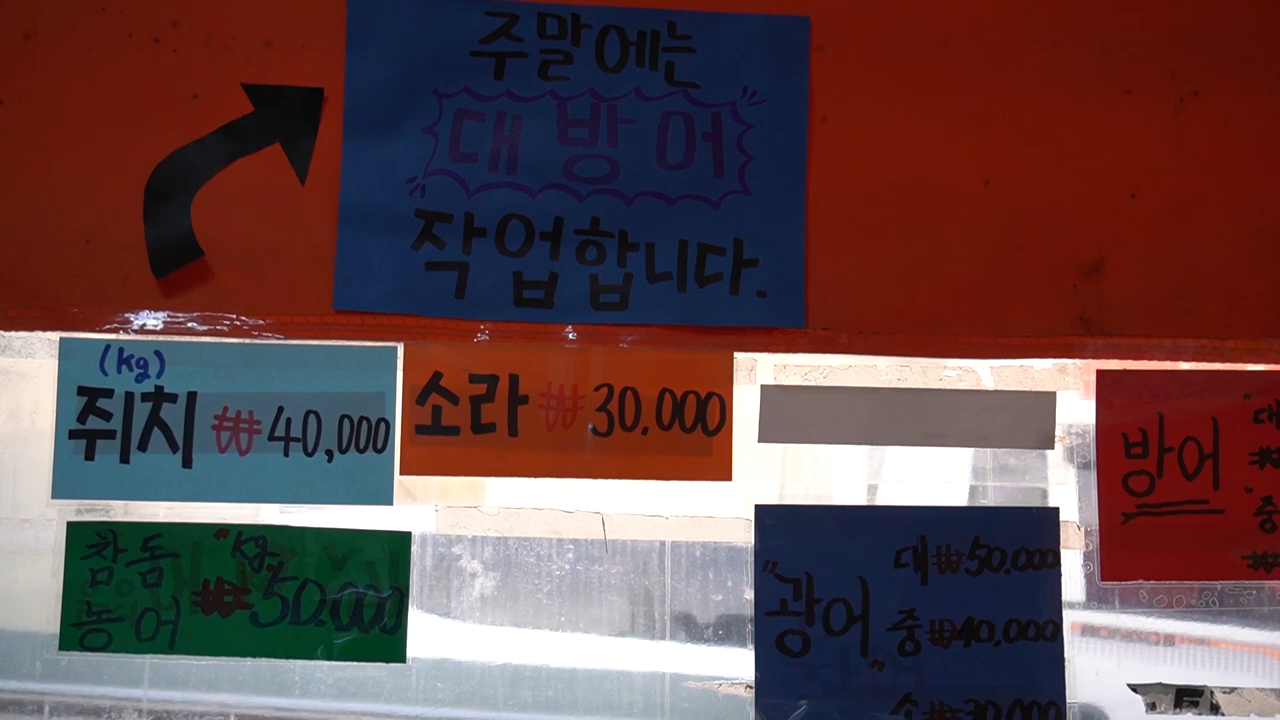 주말에는
대방어
작업합니다.
(kg)
쥐치 ₩40,000
소라 ₩30.000
방어
"대
₩
"중
₩
참돔 "kg"
농어 ₩50.000
"광어"
대 ₩50.000
중 ₩40,000
소 ₩30.000